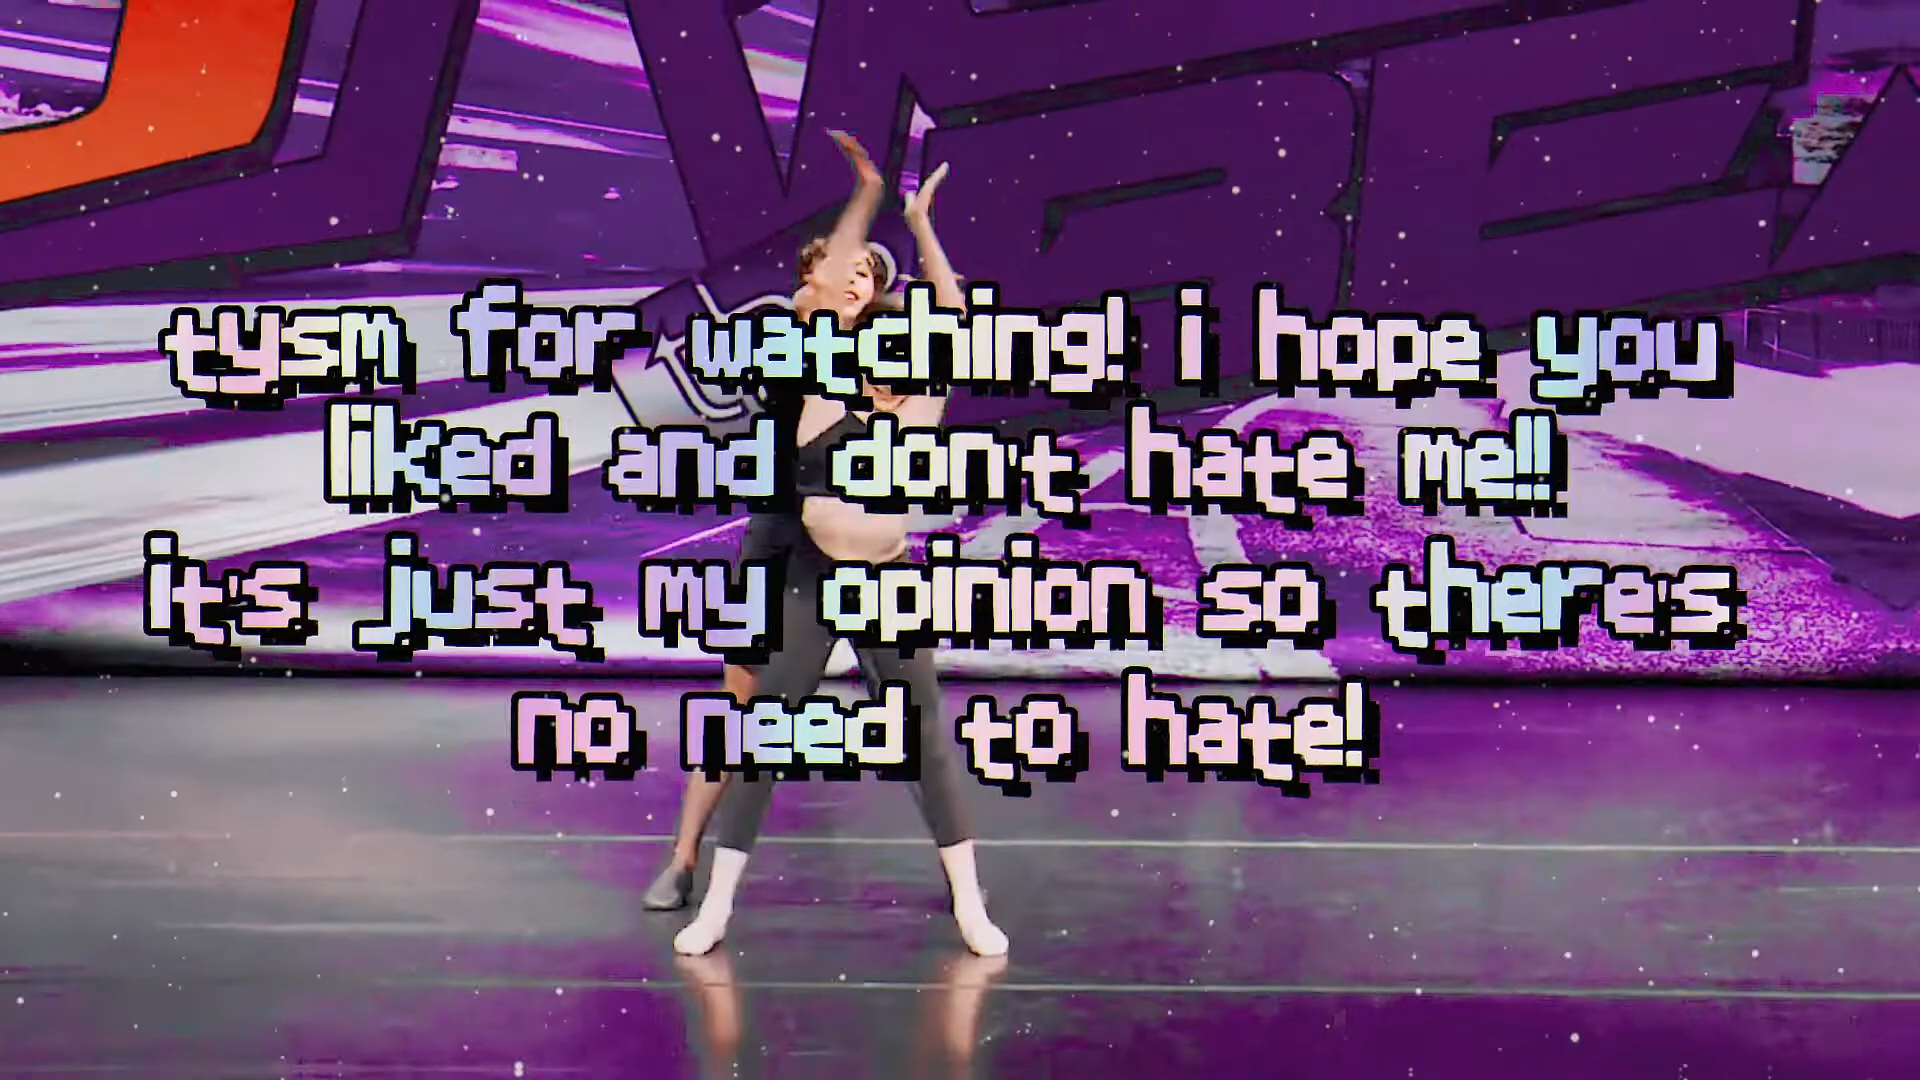 tysm for watching! i hope you
liked and don't hate me!!
it's just my opinion so there's
no need to hate!